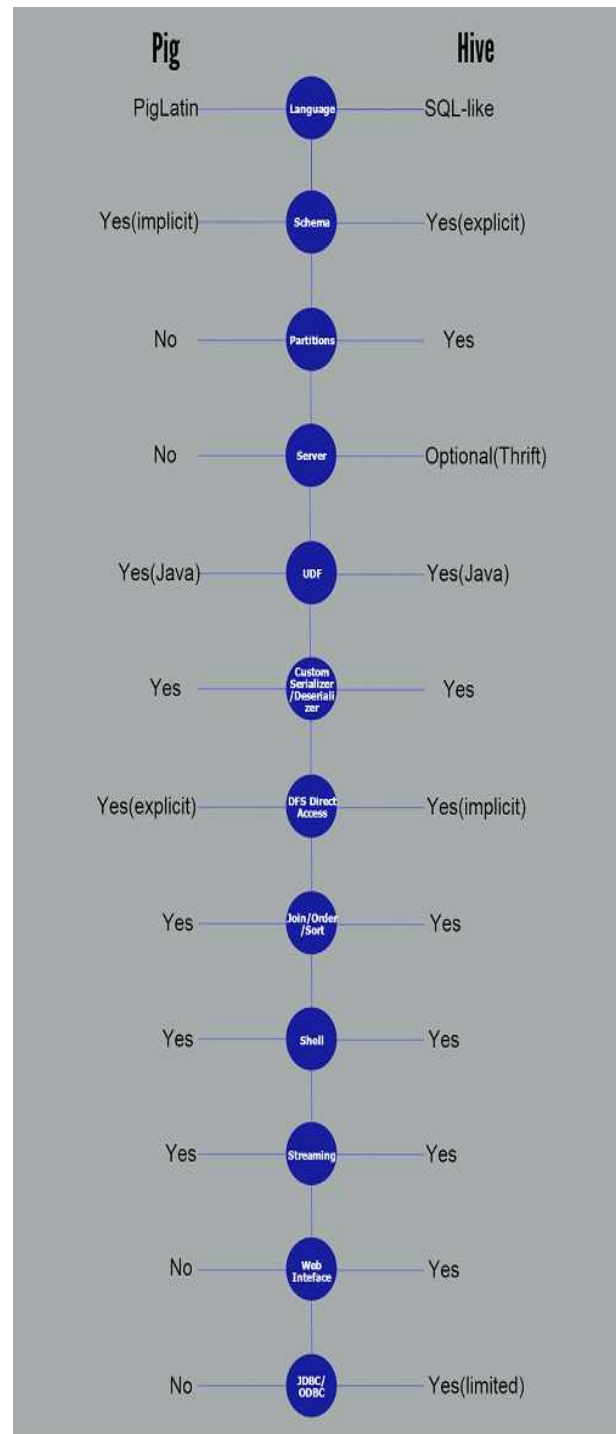 Pig Hive
PigLatin Language SQL-like
Yes(implicit) Schema Yes(explicit)
No Partitions Yes
No Server Optional(Thrift)
Yes(Java) UDF Yes(Java)
Custom
Serializer
Yes /Deseriali Yes
zer
Yes(explicit) DFS Direct Yes(implicit)
Access
Yes Join/Order Yes
/Sort
Yes Shell Yes
Yes Streaming Yes
No Web Yes
Inteface
No JDBC/ Yes(limited)
ODBC